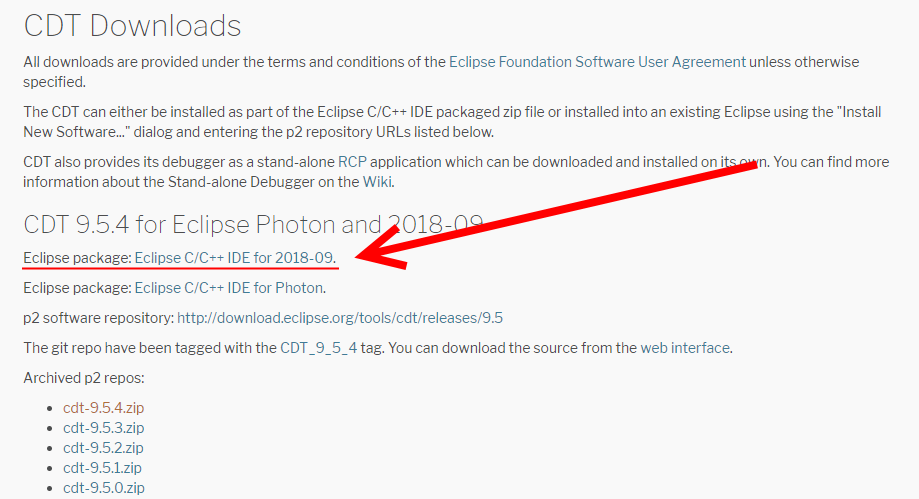 CDT Downloads
All downloads are provided under the terms and conditions of the Eclipse Foundation Software User Agreement unless otherwise
specified.
The CDT can either be installed as part of the Eclipse C/C++ IDE packaged zip file or installed into an existing Eclipse using the "Install
New Software..." dialog and entering the p2 repository URLs listed below.
CDT also provides its debugger as a stand-alone RCP application which can be downloaded and installed on its own. You can find more
information about the Stand-alone Debugger on the Wiki.
CDT 9.5.4 for Eclipse Photon and 2018-09
Eclipse package: Eclipse C/C++ IDE for 2018-09.
Eclipse package: Eclipse C/C++ IDE for Photon.
p2 software repository: http://download.eclipse.org/tools/cdt/releases/9.5
The git repo have been tagged with the CDT_9_5_4 tag. You can download the source from the web interface.
Archived p2 repos:
• cdt-9.5.4.zip
• cdt-9.5.3.zip
• cdt-9.5.2.zip
• cdt-9.5.1.zip
• cdt-9.5.0.zip